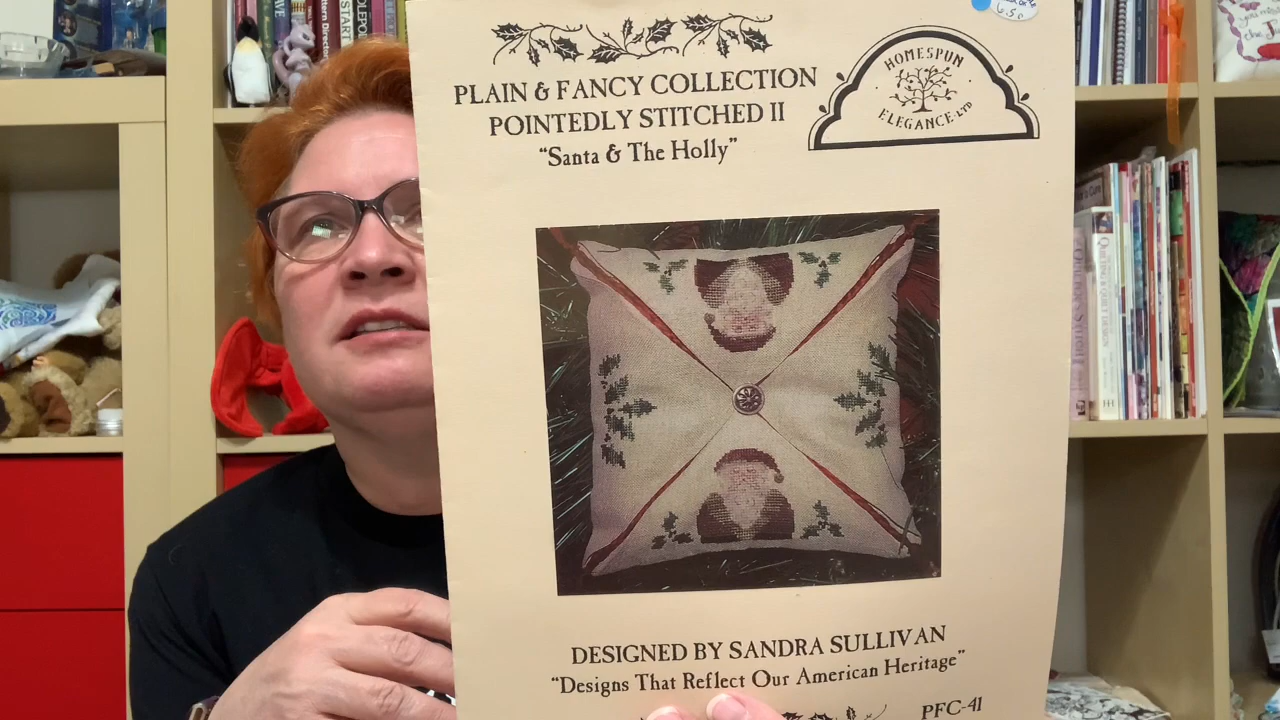 PLAIN & FANCY COLLECTION
POINTEDLY STITCHED II
"Santa & The Holly"
HOMESPUN
ELEGANCE LTD
DESIGNED BY SANDRA SULLIVAN
"Designs That Reflect Our American Heritage"
PFC-41